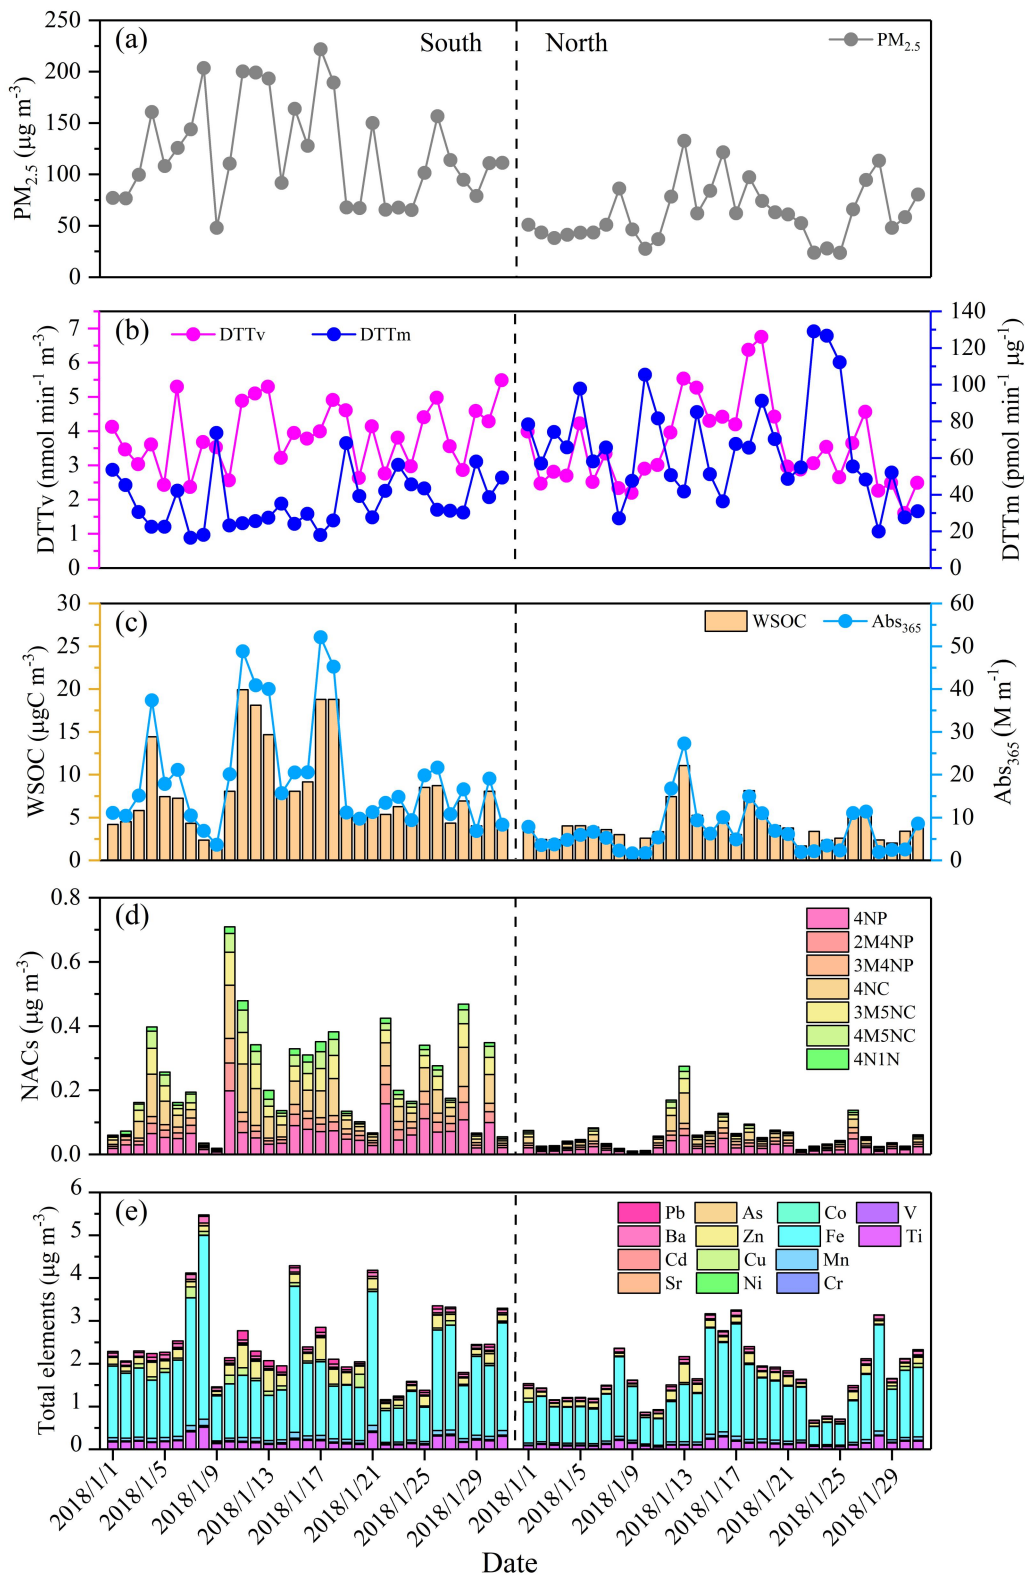 (a)
South
North
PM2.5
PM2.5 (μg m-3)
250
200
150
100
50
0
(b)
DTTv
DTTm
DTTv (nmol min-1 m-3)
7
6
5
4
3
2
1
0
140
120
100
80
60
40
20
0
DTTm (pmol min-1 μg-1)
(c)
WSOC
Abs365
WSOC (μgC m-3)
30
25
20
15
10
5
0
60
50
40
30
20
10
0
Abs365 (M m-1)
(d)
4NP
2M4NP
3M4NP
4NC
3M5NC
4M5NC
4N1N
NACs (μg m-3)
0.8
0.6
0.4
0.2
0.0
(e)
Pb As Co V
Ba Zn Fe Ti
Cd Cu Mn
Sr Ni Cr
Total elements (μg m-3)
6
5
4
3
2
1
0
2018/1/1 2018/1/5 2018/1/9 2018/1/13 2018/1/17 2018/1/21 2018/1/25 2018/1/29 2018/1/1 2018/1/5 2018/1/9 2018/1/13 2018/1/17 2018/1/21 2018/1/25 2018/1/29
Date